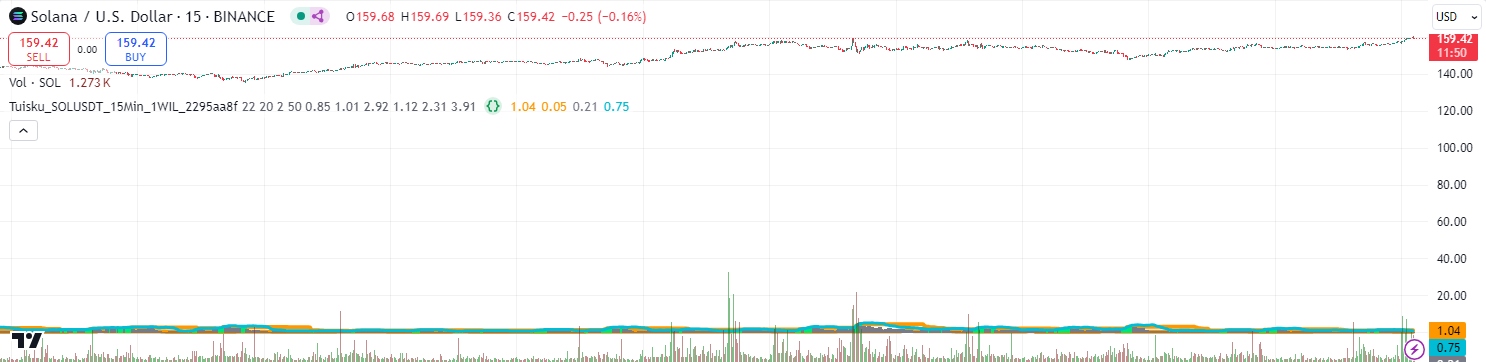 Solana / U.S. Dollar · 15 · BINANCE O159.68 H159.69 L159.36 C159.42 −0.25 (−0.16%)
USD
159.42 SELL
0.00
159.42 BUY
159.42
11:50
Vol · SOL 1.273 K
Tuisku_SOLUSDT_15Min_1WIL_2295aa8f 22 20 2 50 0.85 1.01 2.92 1.12 2.31 3.91 {} 1.04 0.05 0.21 0.75
140.00
120.00
100.00
80.00
60.00
40.00
20.00
1.04
0.75